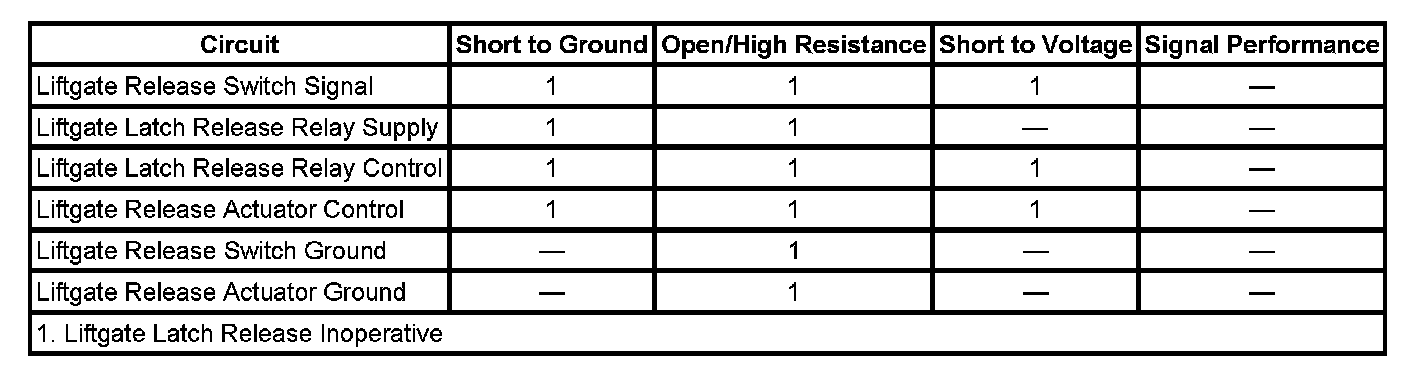 Circuit Short to Ground Open/High Resistance Short to Voltage Signal Performance
Liftgate Release Switch Signal 1 1 1 —
Liftgate Latch Release Relay Supply 1 1 — —
Liftgate Latch Release Relay Control 1 1 1 —
Liftgate Release Actuator Control 1 1 1 —
Liftgate Release Switch Ground — 1 — —
Liftgate Release Actuator Ground — 1 — —
1. Liftgate Latch Release Inoperative